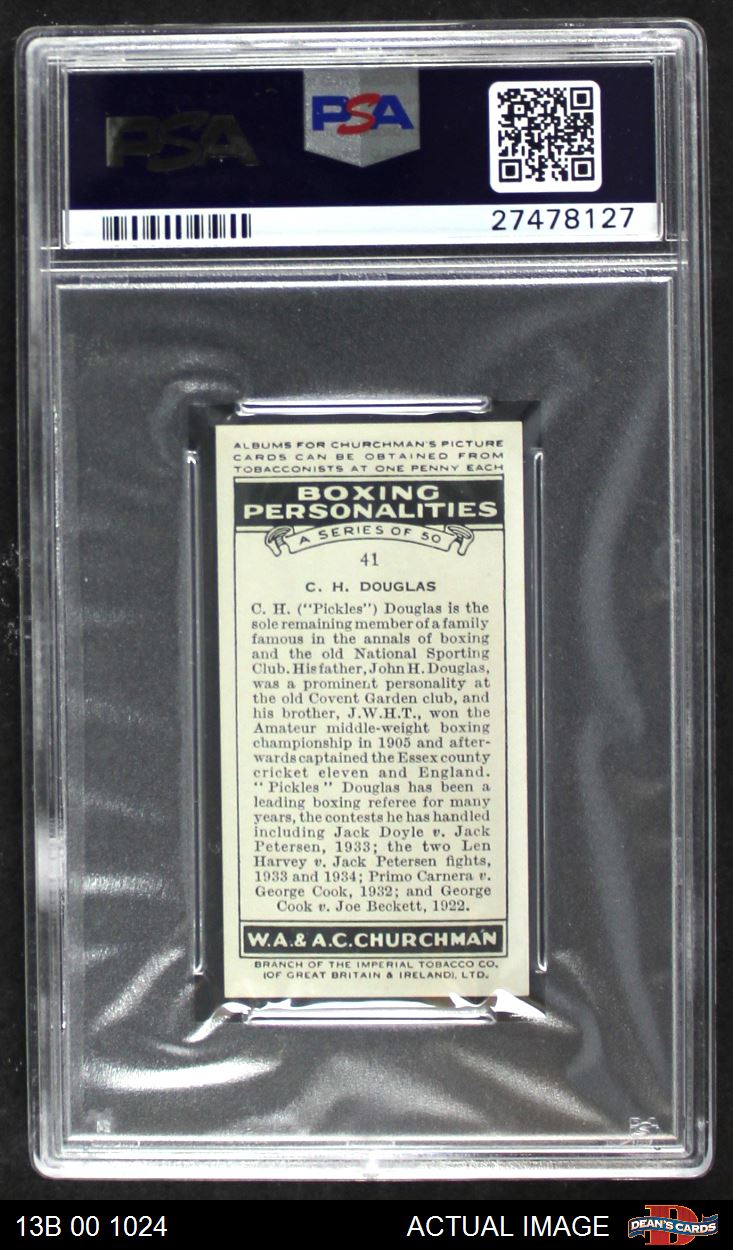 PSA
PSA
27478127
ALBUMS FOR CHURCHMAN'S PICTURE
CARDS CAN BE OBTAINED FROM
TOBACCONISTS AT ONE PENNY EACH
BOXING
PERSONALITIES
A SERIES OF 50
41
C. H. DOUGLAS
C. H. ("Pickles") Douglas is the
sole remaining member of a family
famous in the annals of boxing
and the old National Sporting
Club. His father, John H. Douglas,
was a prominent personality at
the old Covent Garden club, and
his brother, J.W.H.T., won the
Amateur middle-weight boxing
championship in 1905 and after-
wards captained the Essex county
cricket eleven and England.
"Pickles" Douglas has been a
leading boxing referee for many
years, the contests he has handled
including Jack Doyle v. Jack
Petersen, 1933; the two Len
Harvey v. Jack Petersen fights,
1933 and 1934; Primo Carnera v.
George Cook, 1932; and George
Cook v. Joe Beckett, 1922.
W.A.& A.C.CHURCHMAN
BRANCH OF THE IMPERIAL TOBACCO CO.
(OF GREAT BRITAIN & IRELAND), LTD.
PSA
13B 00 1024
ACTUAL IMAGE
DEAN'S CARDS